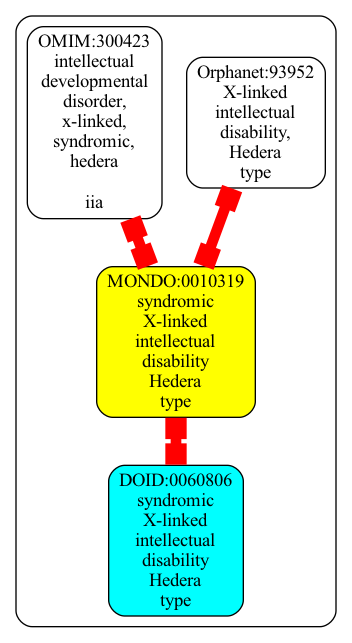 OMIM:300423
intellectual
developmental
disorder,
x-linked,
syndromic,
hedera
iia
Orphanet:93952
X-linked
intellectual
disability,
Hedera
type
MONDO:0010319
syndromic
X-linked
intellectual
disability
Hedera
type
DOID:0060806
syndromic
X-linked
intellectual
disability
Hedera
type